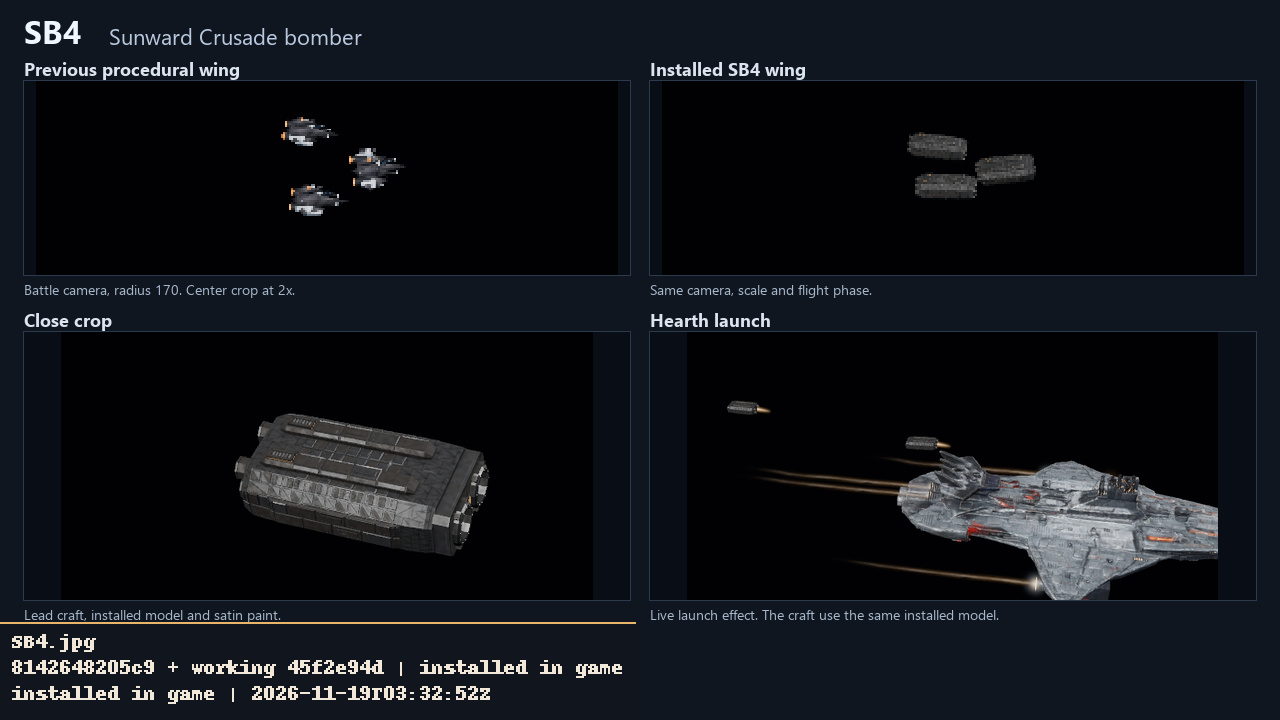 SB4 Sunward Crusade bomber
Previous procedural wing
Installed SB4 wing
Battle camera, radius 170. Center crop at 2x.
Same camera, scale and flight phase.
Close crop
Hearth launch
Lead craft, installed model and satin paint.
Live launch effect. The craft use the same installed model.
SB4.jpg
8142648205c9 + working 45f2e94d | installed in game
installed in game | 2026-11-19T03:32:52Z